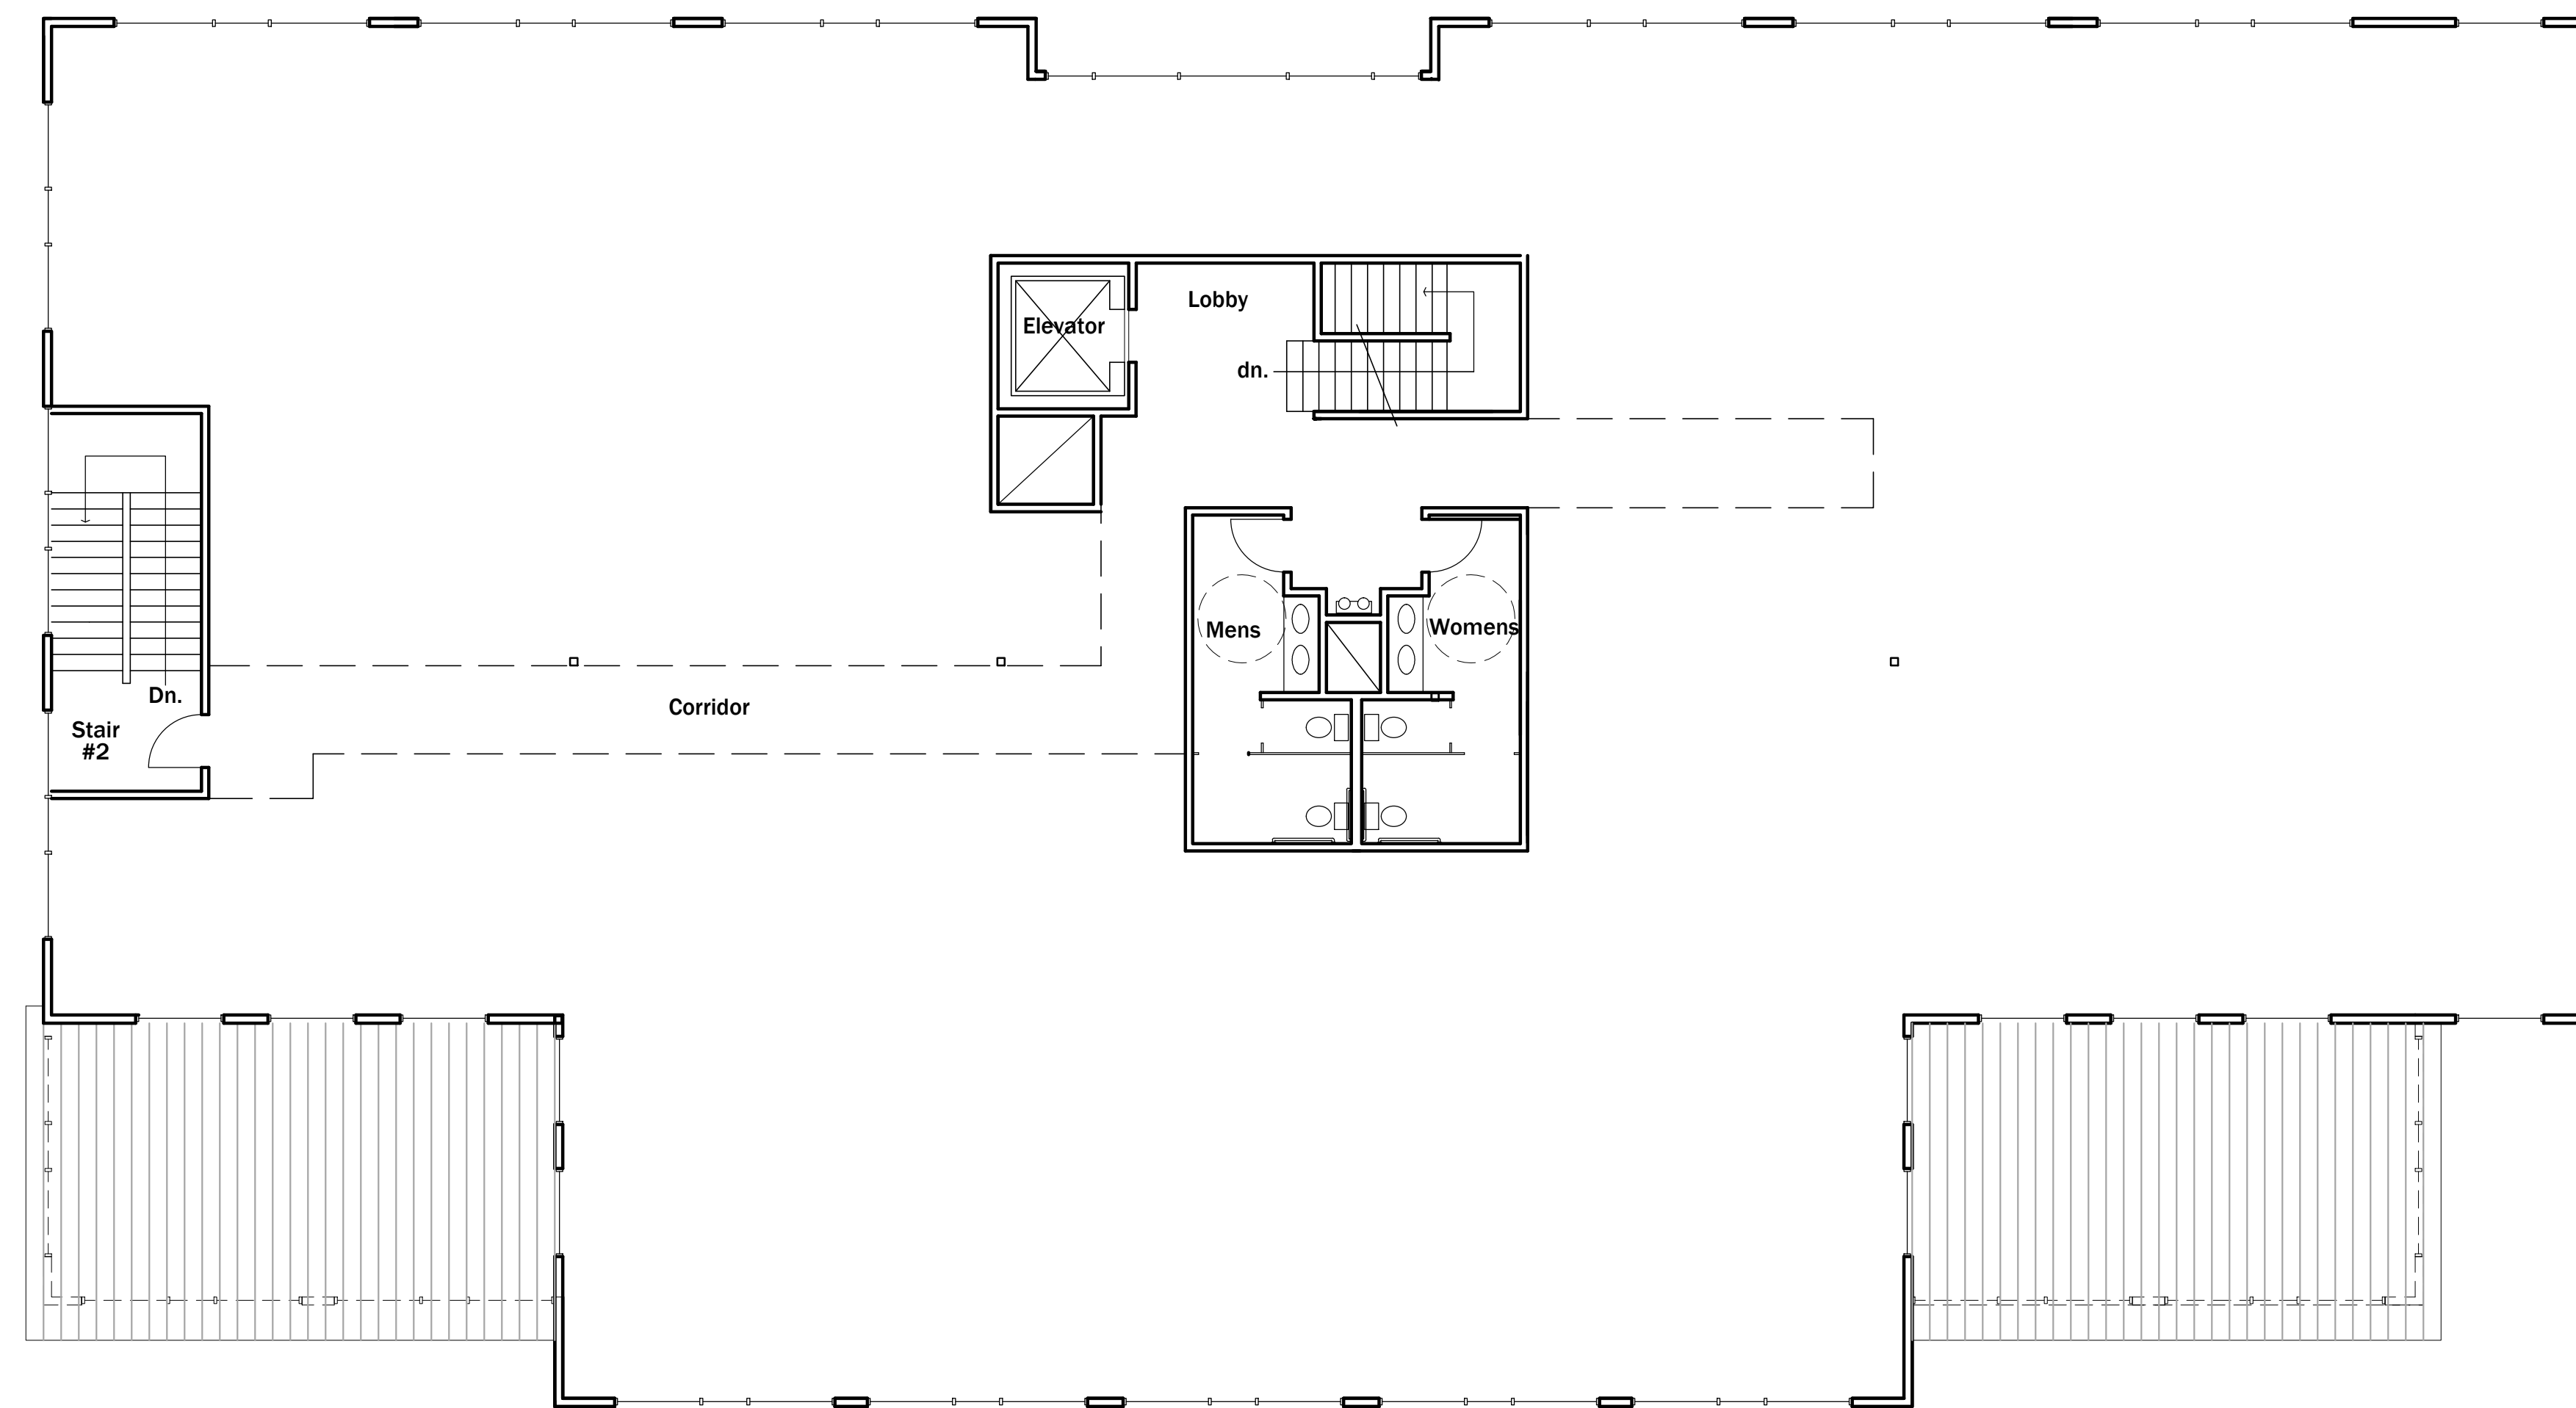 Lobby
Elevator
dn.
Mens
Womens
Dn.
Corridor
Stair
#2